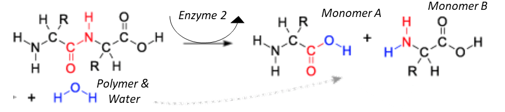 Enzyme 2
Monomer A
Monomer B
H R H O
H C N C C O H
N C C
H O R H
H R O
H C C O H
N C
H H O
+
H O
H N C C O H
H R H
+ H O H
Polymer &
Water